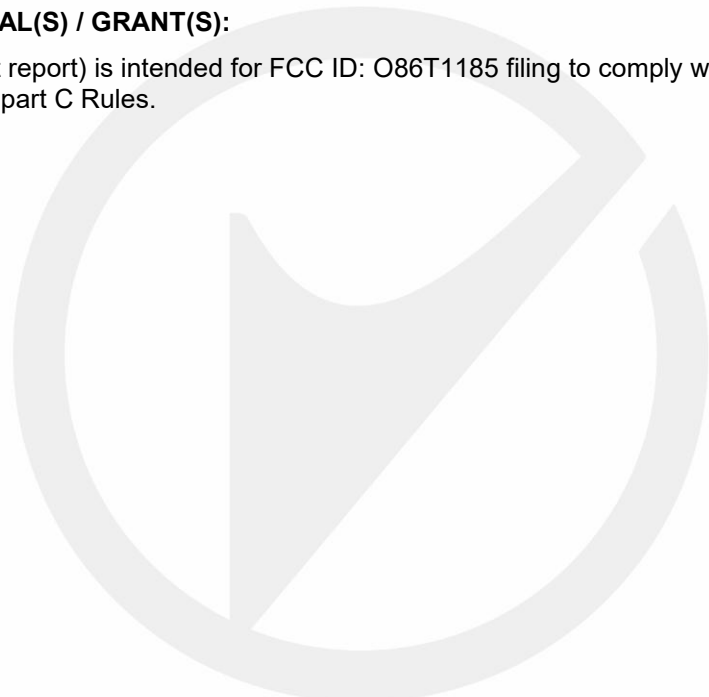 AL(S) / GRANT(S):
report) is intended for FCC ID: O86T1185 filing to comply w
part C Rules.